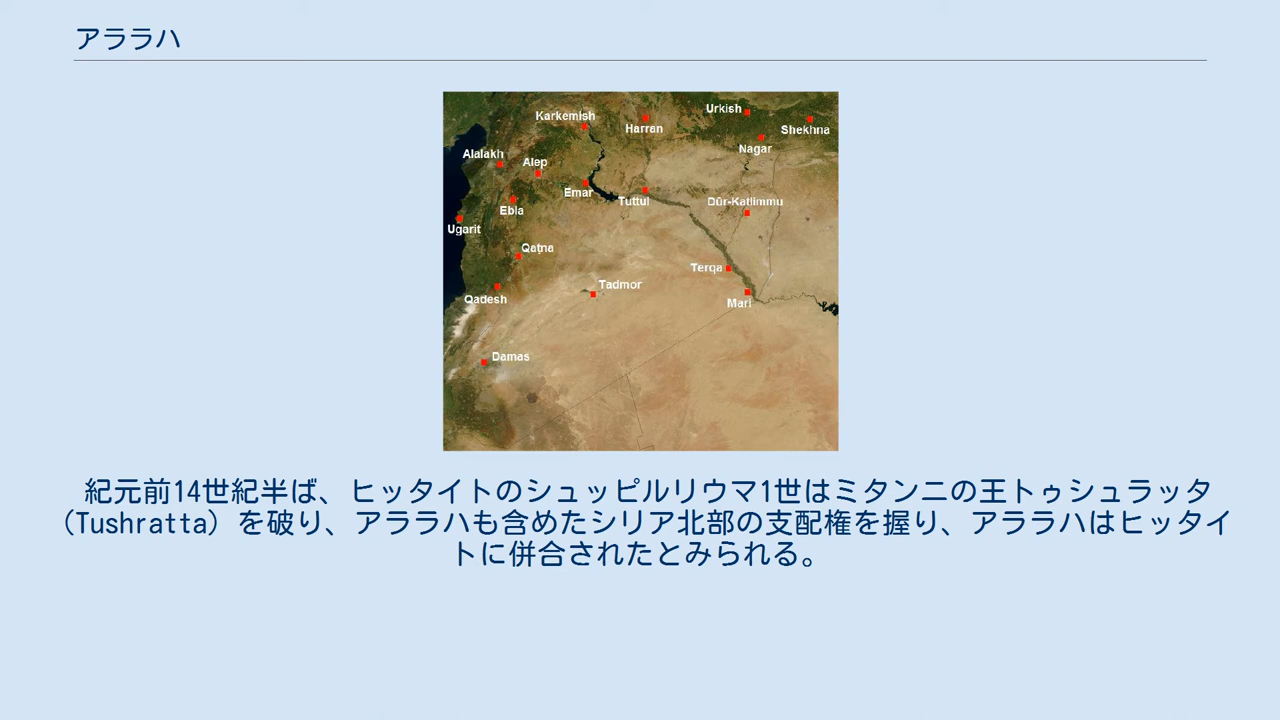 アララハ
Karkemish
Harran
Urkish
Shekhna
Nagar
Alalakh
Alep
Emar
Tuttul
Dūr-Katlimmu
Ebla
Ugarit
Qatna
Terqa
Tadmor
Mari
Qadesh
Damas
紀元前14世紀半ば、ヒッタイトのシュッピルリウマ1世はミタンニの王トゥシュラッタ
（Tushratta）を破り、アララハも含めたシリア北部の支配権を握り、アララハはヒッタイ
トに併合されたとみられる。